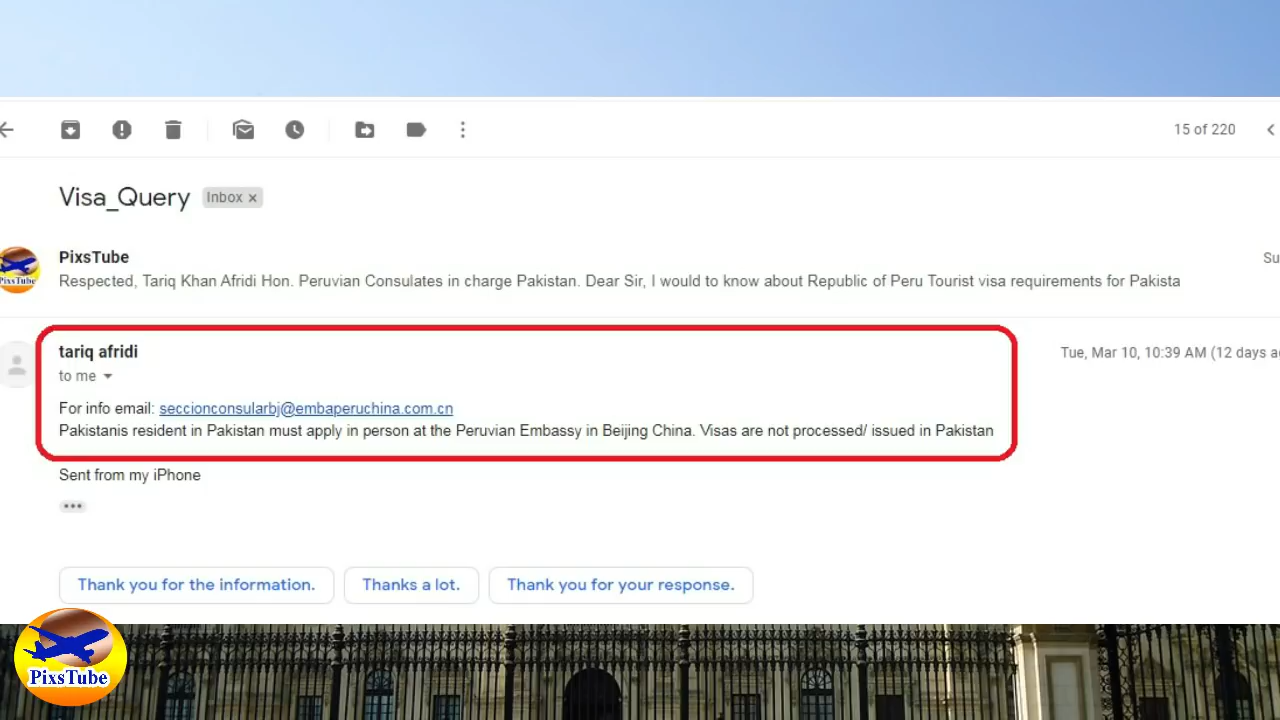 15 of 220
Visa_Query Inbox x
PixsTube
Su
Respected, Tariq Khan Afridi Hon. Peruvian Consulates in charge Pakistan. Dear Sir, I would to know about Republic of Peru Tourist visa requirements for Pakista
PixsTube
tariq afridi
Tue, Mar 10, 10:39 AM (12 days ag
to me
For info email: seccionconsularbj@embaperuchina.com.cn
Pakistanis resident in Pakistan must apply in person at the Peruvian Embassy in Beijing China. Visas are not processed/ issued in Pakistan
Sent from my iPhone
Thank you for the information. Thanks a lot. Thank you for your response.
PixsTube